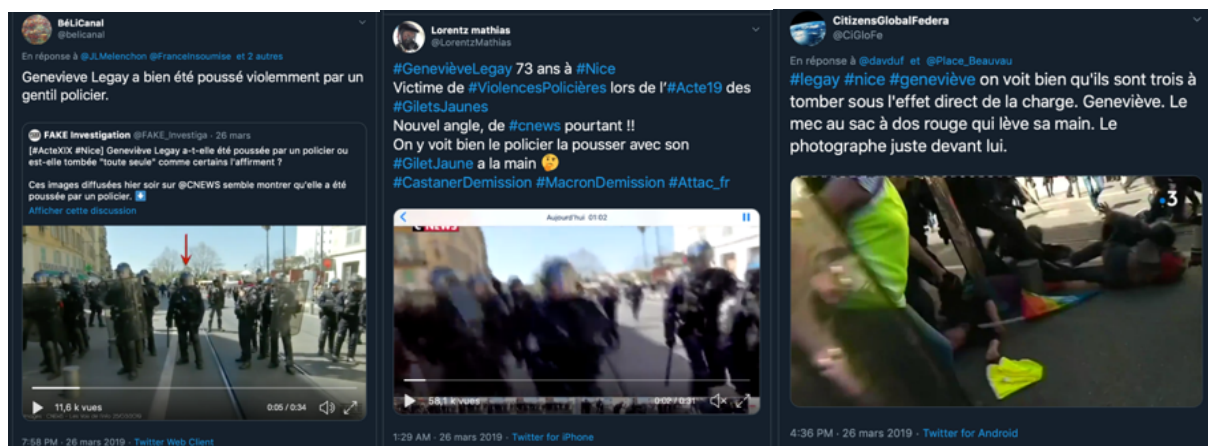 BéLiCanal
@belicanal
En réponse à @JLMelenchon @FranceInsoumise et 2 autres
Genevieve Legay a bien été poussé violemment par un
gentil policier.
FAKE Investigation @FAKE_Investiga · 26 mars
[#ActeXIX #Nice] Geneviève Legay a-t-elle été poussée par un policier ou
est-elle tombée "toute seule" comme certains l'affirment ?
Ces images diffusées hier soir sur @CNEWS semble montrer qu'elle a été
poussée par un policier.
Afficher cette discussion
11,6 k vues
0:05 / 0:34
7:58 PM · 26 mars 2019 · Twitter Web Client
Lorentz mathias
@LorentzMathias
#GenevièveLegay 73 ans à #Nice
Victime de #ViolencesPolicières lors de l'#Acte19 des
#GiletsJaunes
Nouvel angle, de #cnews pourtant !!
On y voit bien le policier la pousser avec son
#GiletJaune a la main 🤔
#CastanerDemission #MacronDemission #Attac_fr
Aujourd'hui 01:02
CNEWS
58,1 k vues
0:02 / 0:31
1:29 AM · 26 mars 2019 · Twitter for iPhone
CitizensGlobalFedera
@CiGloFe
En réponse à @davduf et @Place_Beauvau
#legay #nice #geneviève on voit bien qu'ils sont trois à
tomber sous l'effet direct de la charge. Geneviève. Le
mec au sac à dos rouge qui lève sa main. Le
photographe juste devant lui.
3
4:36 PM · 26 mars 2019 · Twitter for Android